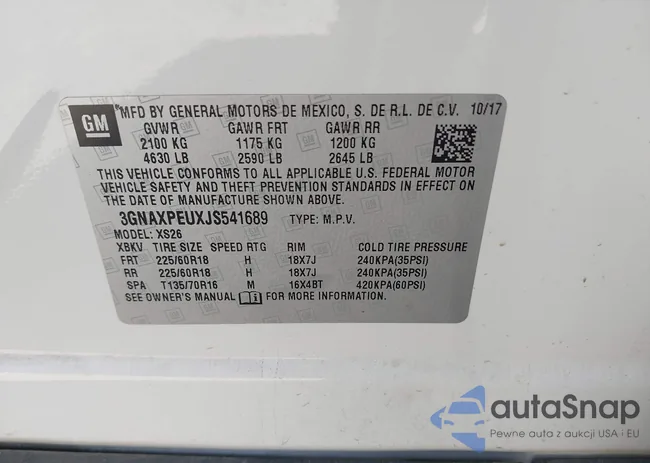 GM
MFD BY GENERAL MOTORS DE MEXICO, S. DE R.L. DE C.V. 10/17
GVWR GAWR FRT GAWR RR
2100 KG 1175 KG 1200 KG
4630 LB 2590 LB 2645 LB
THIS VEHICLE CONFORMS TO ALL APPLICABLE U.S. FEDERAL MOTOR
VEHICLE SAFETY AND THEFT PREVENTION STANDARDS IN EFFECT ON
THE DATE OF MANUFACTURE SHOWN ABOVE.
3GNAXPEUXJS541689 TYPE: M.P.V.
MODEL: XS26
XBKV TIRE SIZE SPEED RTG RIM COLD TIRE PRESSURE
FRT 225/60R18 H 18X7J 240KPA(35PSI)
RR 225/60R18 H 18X7J 240KPA(35PSI)
SPA T135/70R16 M 16X4BT 420KPA(60PSI)
SEE OWNER'S MANUAL FOR MORE INFORMATION
autaSnap
Pewne auta z aukcji USA i EU